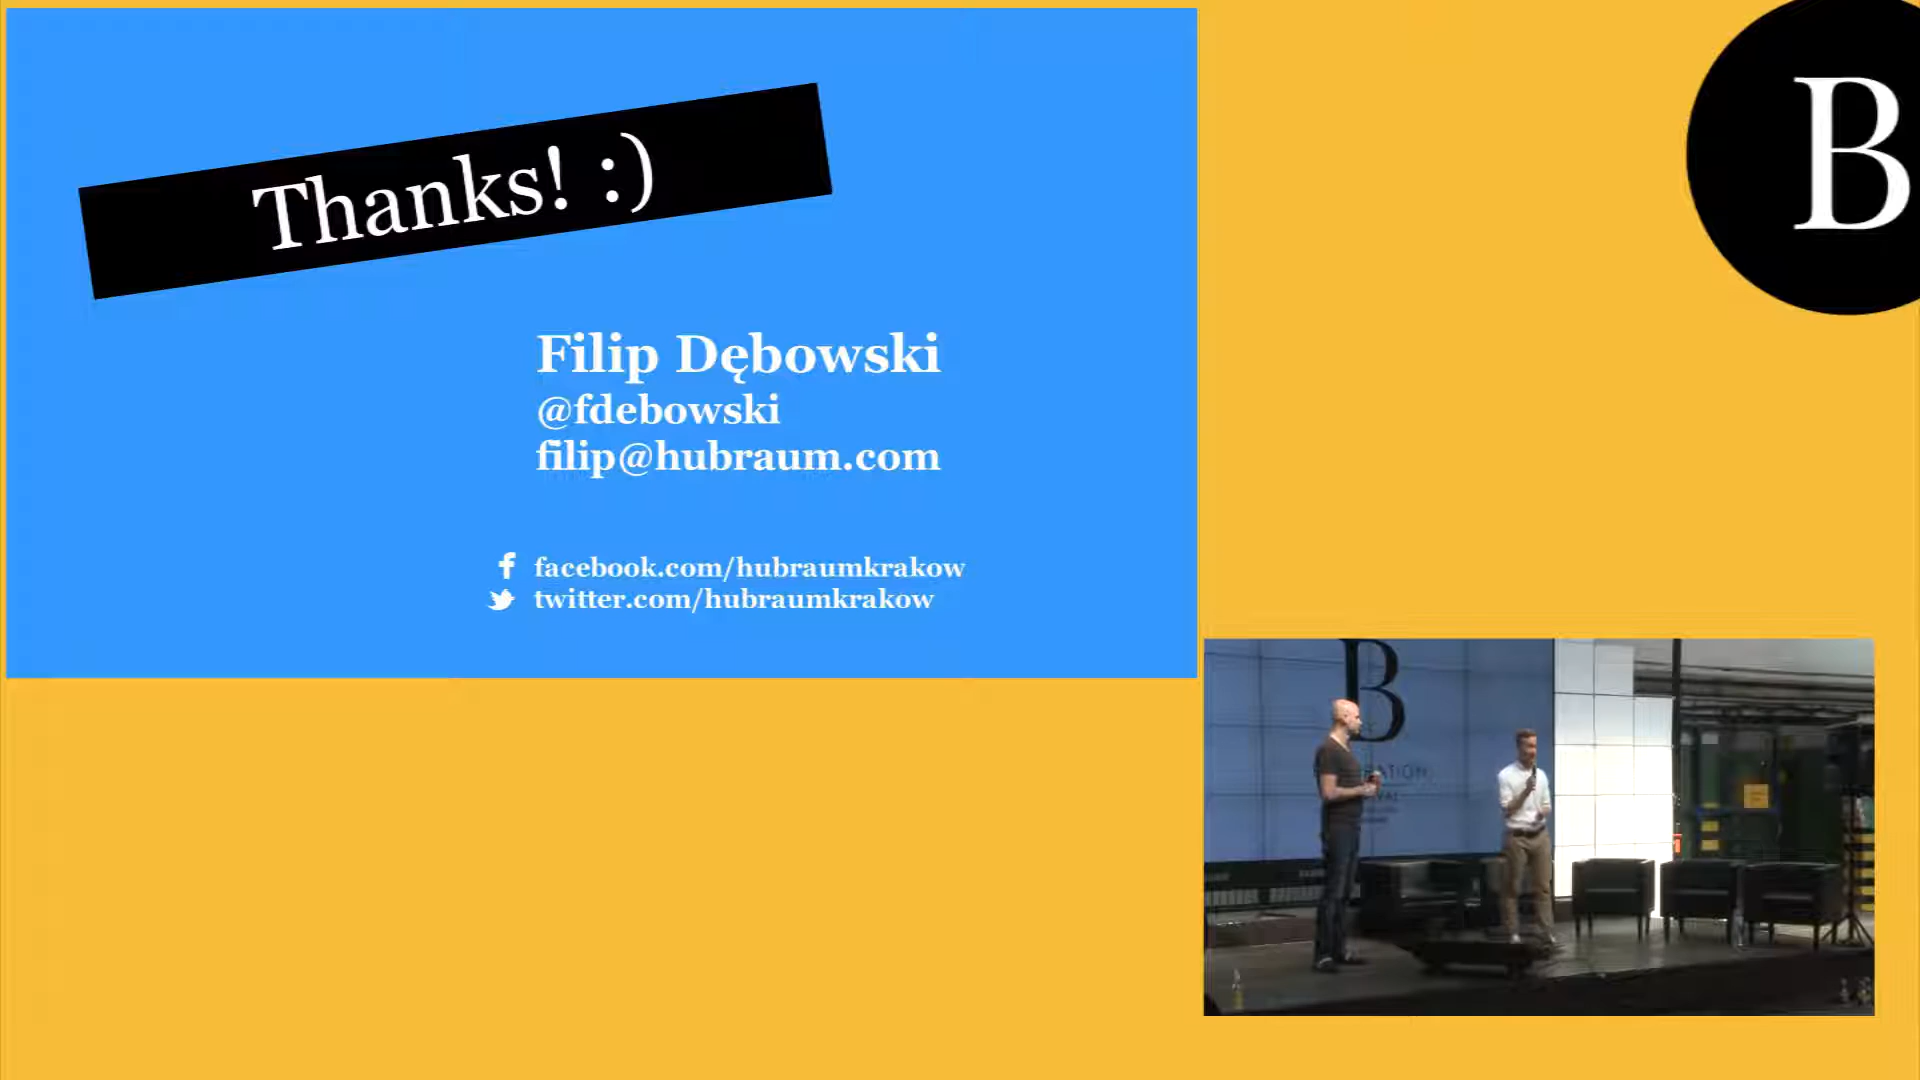 Thanks! :)
B
Filip Dębowski
@fdebowski
filip@hubraum.com
facebook.com/hubraumkrakow
twitter.com/hubraumkrakow
B